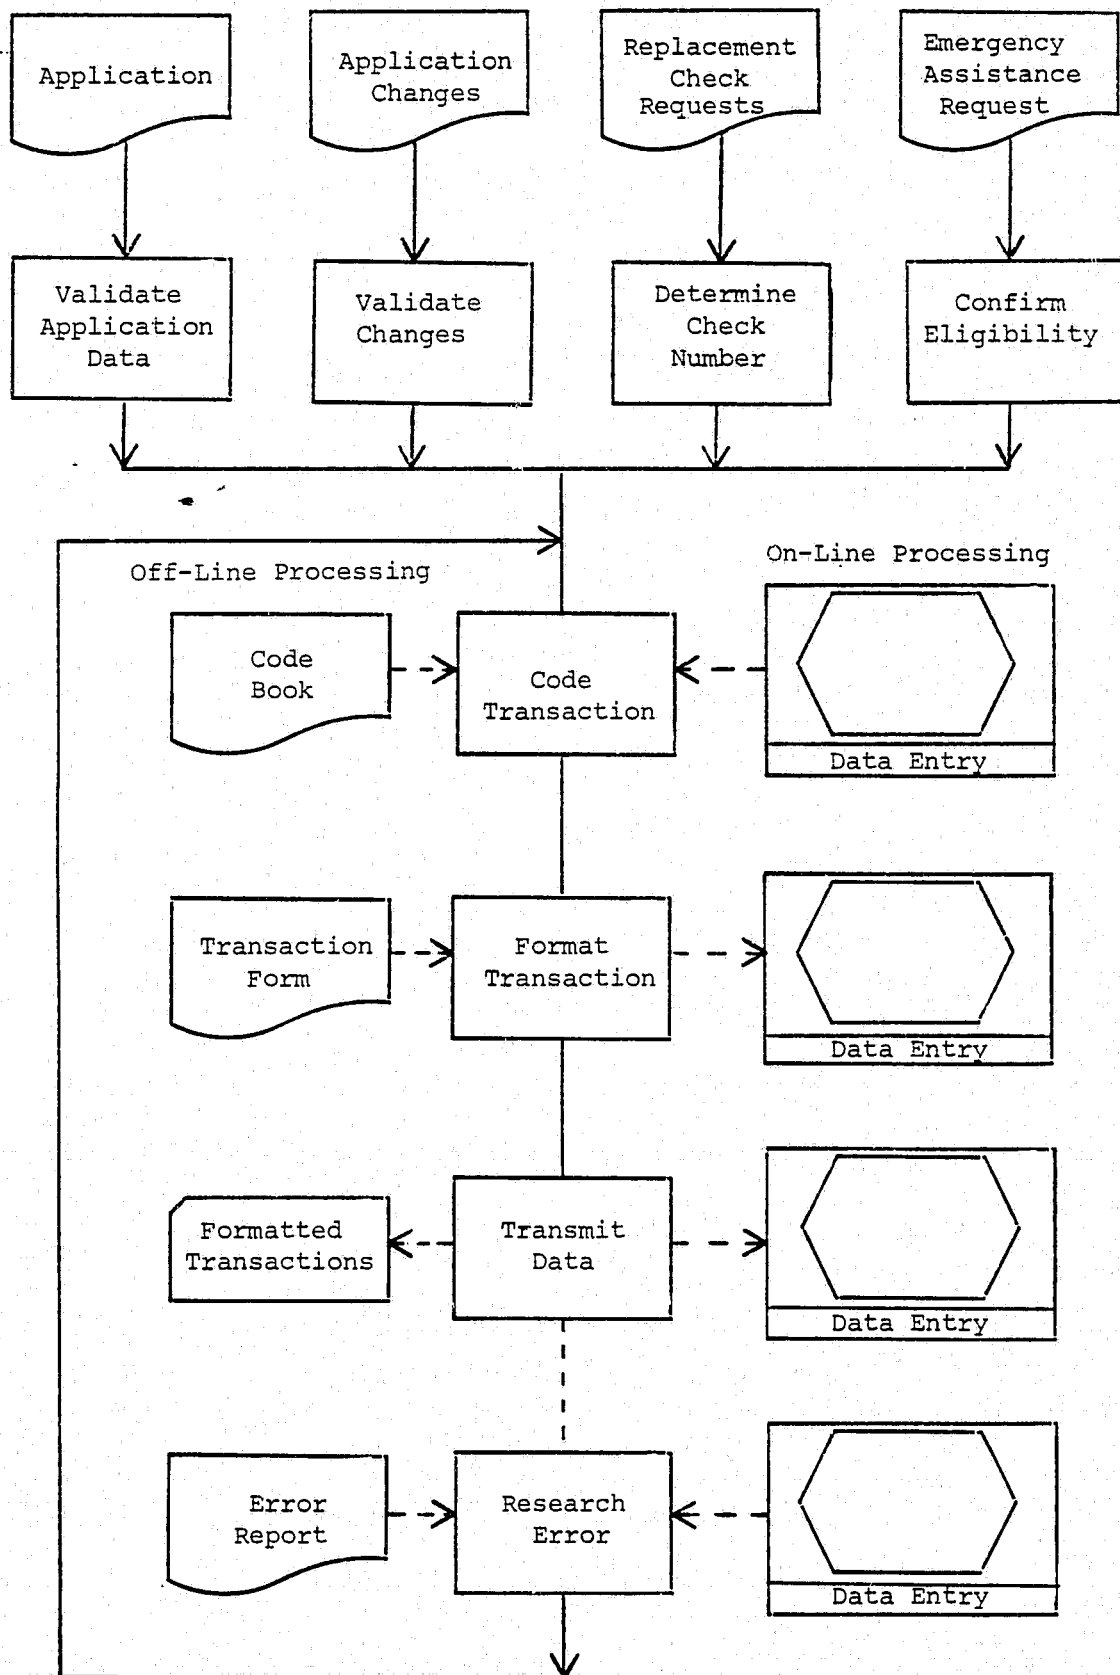 Application
Application
Changes
Replacement
Check
Requests
Emergency
Assistance
Request
Validate
Application
Data
Validate
Changes
Determine
Check
Number
Confirm
Eligibility
Off-Line Processing
On-Line Processing
Code
Book
Code
Transaction
Data Entry
Transaction
Form
Format
Transaction
Data Entry
Formatted
Transactions
Transmit
Data
Data Entry
Error
Report
Research
Error
Data Entry